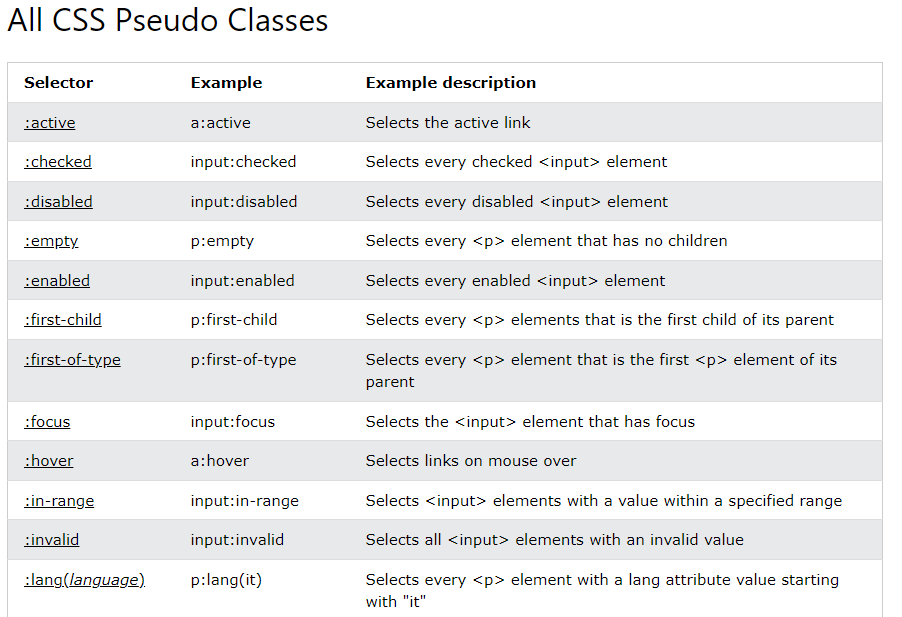 All CSS Pseudo Classes
Selector Example Example description
:active a:active Selects the active link
:checked input:checked Selects every checked <input> element
:disabled input:disabled Selects every disabled <input> element
:empty p:empty Selects every <p> element that has no children
:enabled input:enabled Selects every enabled <input> element
:first-child p:first-child Selects every <p> elements that is the first child of its parent
:first-of-type p:first-of-type Selects every <p> element that is the first <p> element of its
parent
:focus input:focus Selects the <input> element that has focus
:hover a:hover Selects links on mouse over
:in-range input:in-range Selects <input> elements with a value within a specified range
:invalid input:invalid Selects all <input> elements with an invalid value
:lang(language) p:lang(it) Selects every <p> element with a lang attribute value starting
with "it"